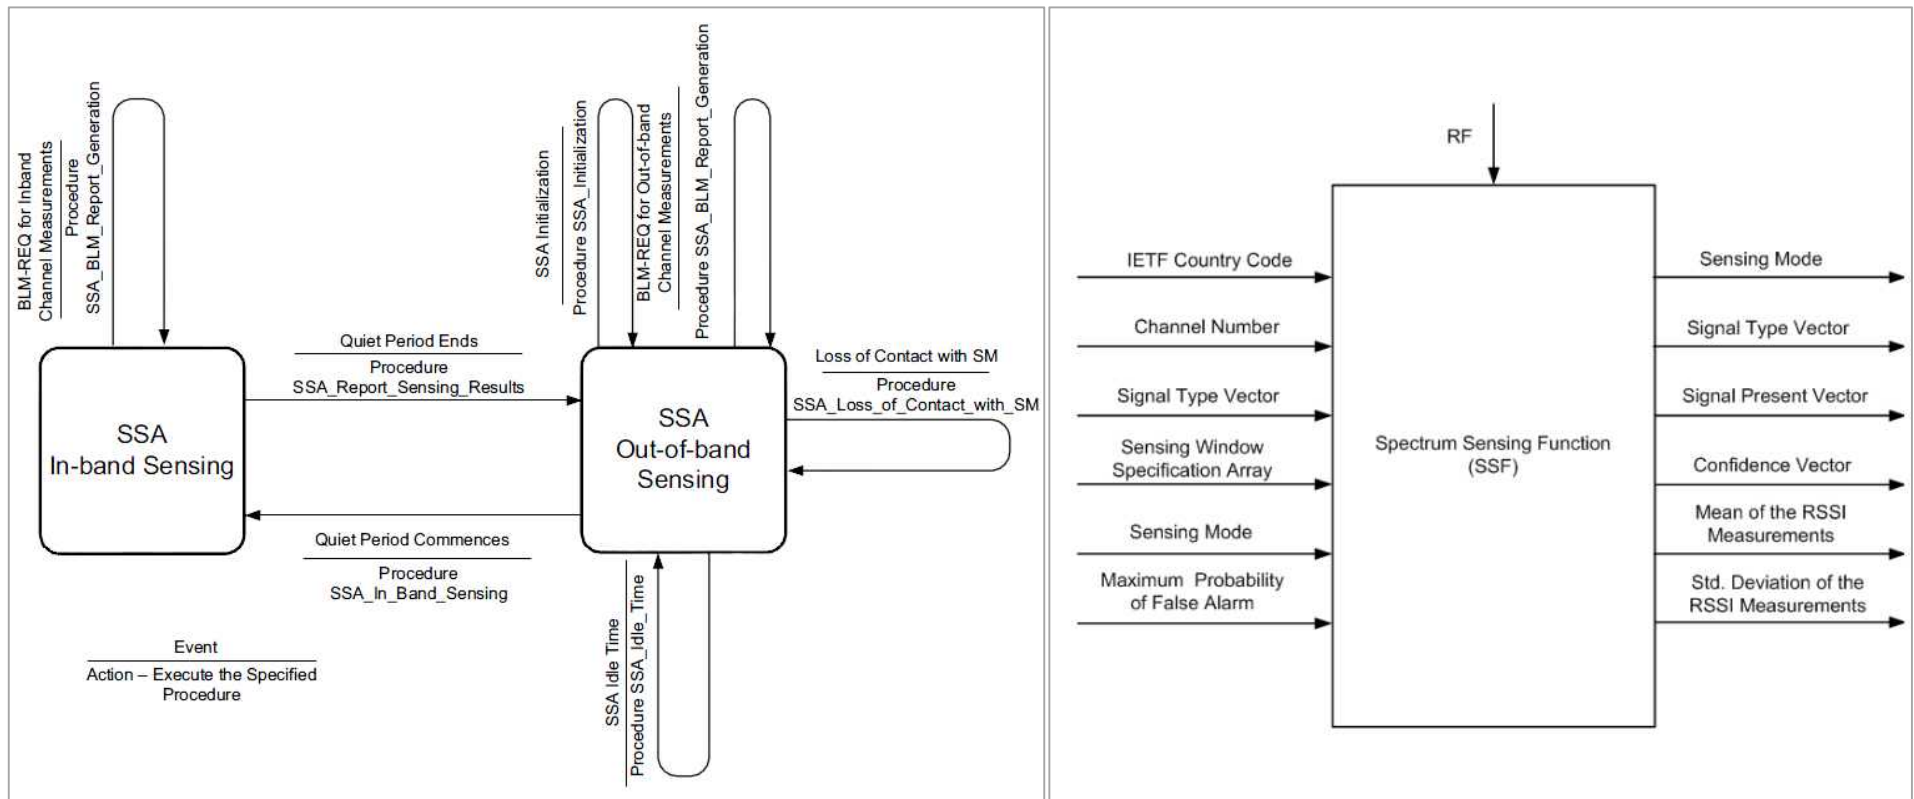 BLM-REQ for Inband
Channel Measurements
Procedure
SSA_BLM_Report_Generation
SSA Initialization
Procedure SSA_Initialization
BLM-REQ for Out-of-band
Channel Measurements
Procedure SSA_BLM_Report_Generation
Quiet Period Ends
Procedure
SSA_Report_Sensing_Results
Loss of Contact with SM
Procedure
SSA_Loss_of_Contact_with_SM
SSA
In-band Sensing
SSA
Out-of-band
Sensing
Quiet Period Commences
Procedure
SSA_In_Band_Sensing
SSA Idle Time
Procedure SSA_Idle_Time
Event
Action – Execute the Specified
Procedure
RF
IETF Country Code
Channel Number
Signal Type Vector
Sensing Window
Specification Array
Sensing Mode
Maximum Probability
of False Alarm
Spectrum Sensing Function
(SSF)
Sensing Mode
Signal Type Vector
Signal Present Vector
Confidence Vector
Mean of the RSSI
Measurements
Std. Deviation of the
RSSI Measurements